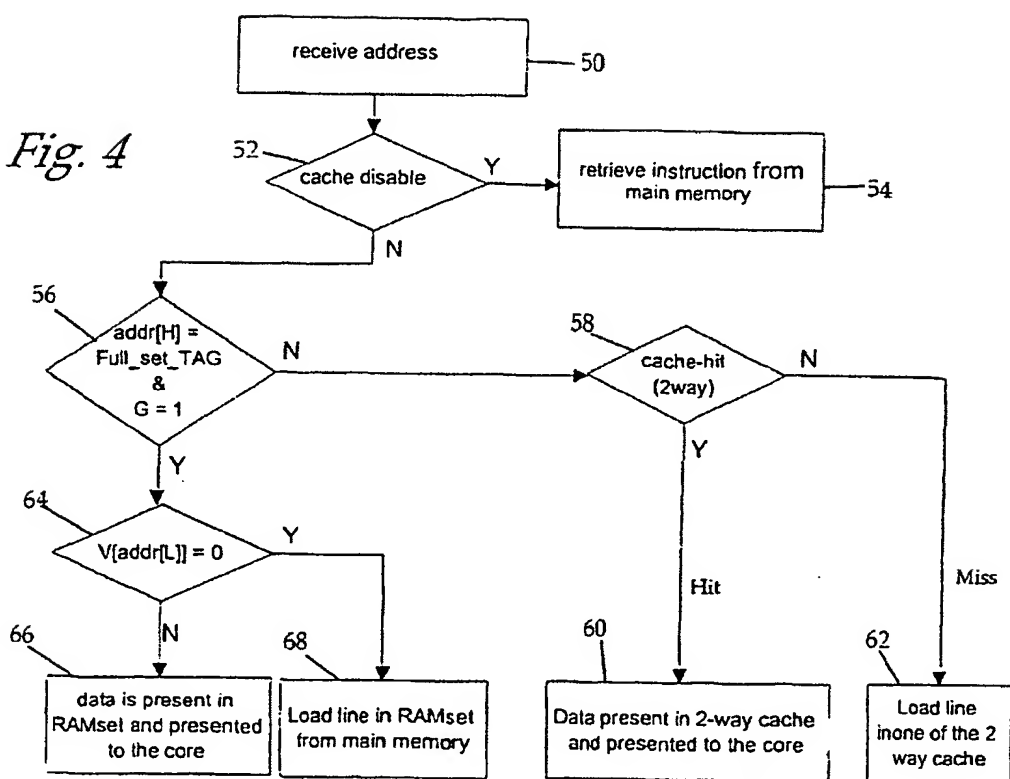 receive address
50
Fig. 4
52
cache disable
Y
retrieve instruction from
main memory
54
N
56
addr[H] =
Full_set_TAG
&
G = 1
N
58
cache-hit
(2way)
N
Y
Y
64
V[addr[L]] = 0
Y
Hit
Miss
N
66
data is present in
RAMset and presented
to the core
68
Load line in RAMset
from main memory
60
Data present in 2-way cache
and presented to the core
62
Load line
inone of the 2
way cache